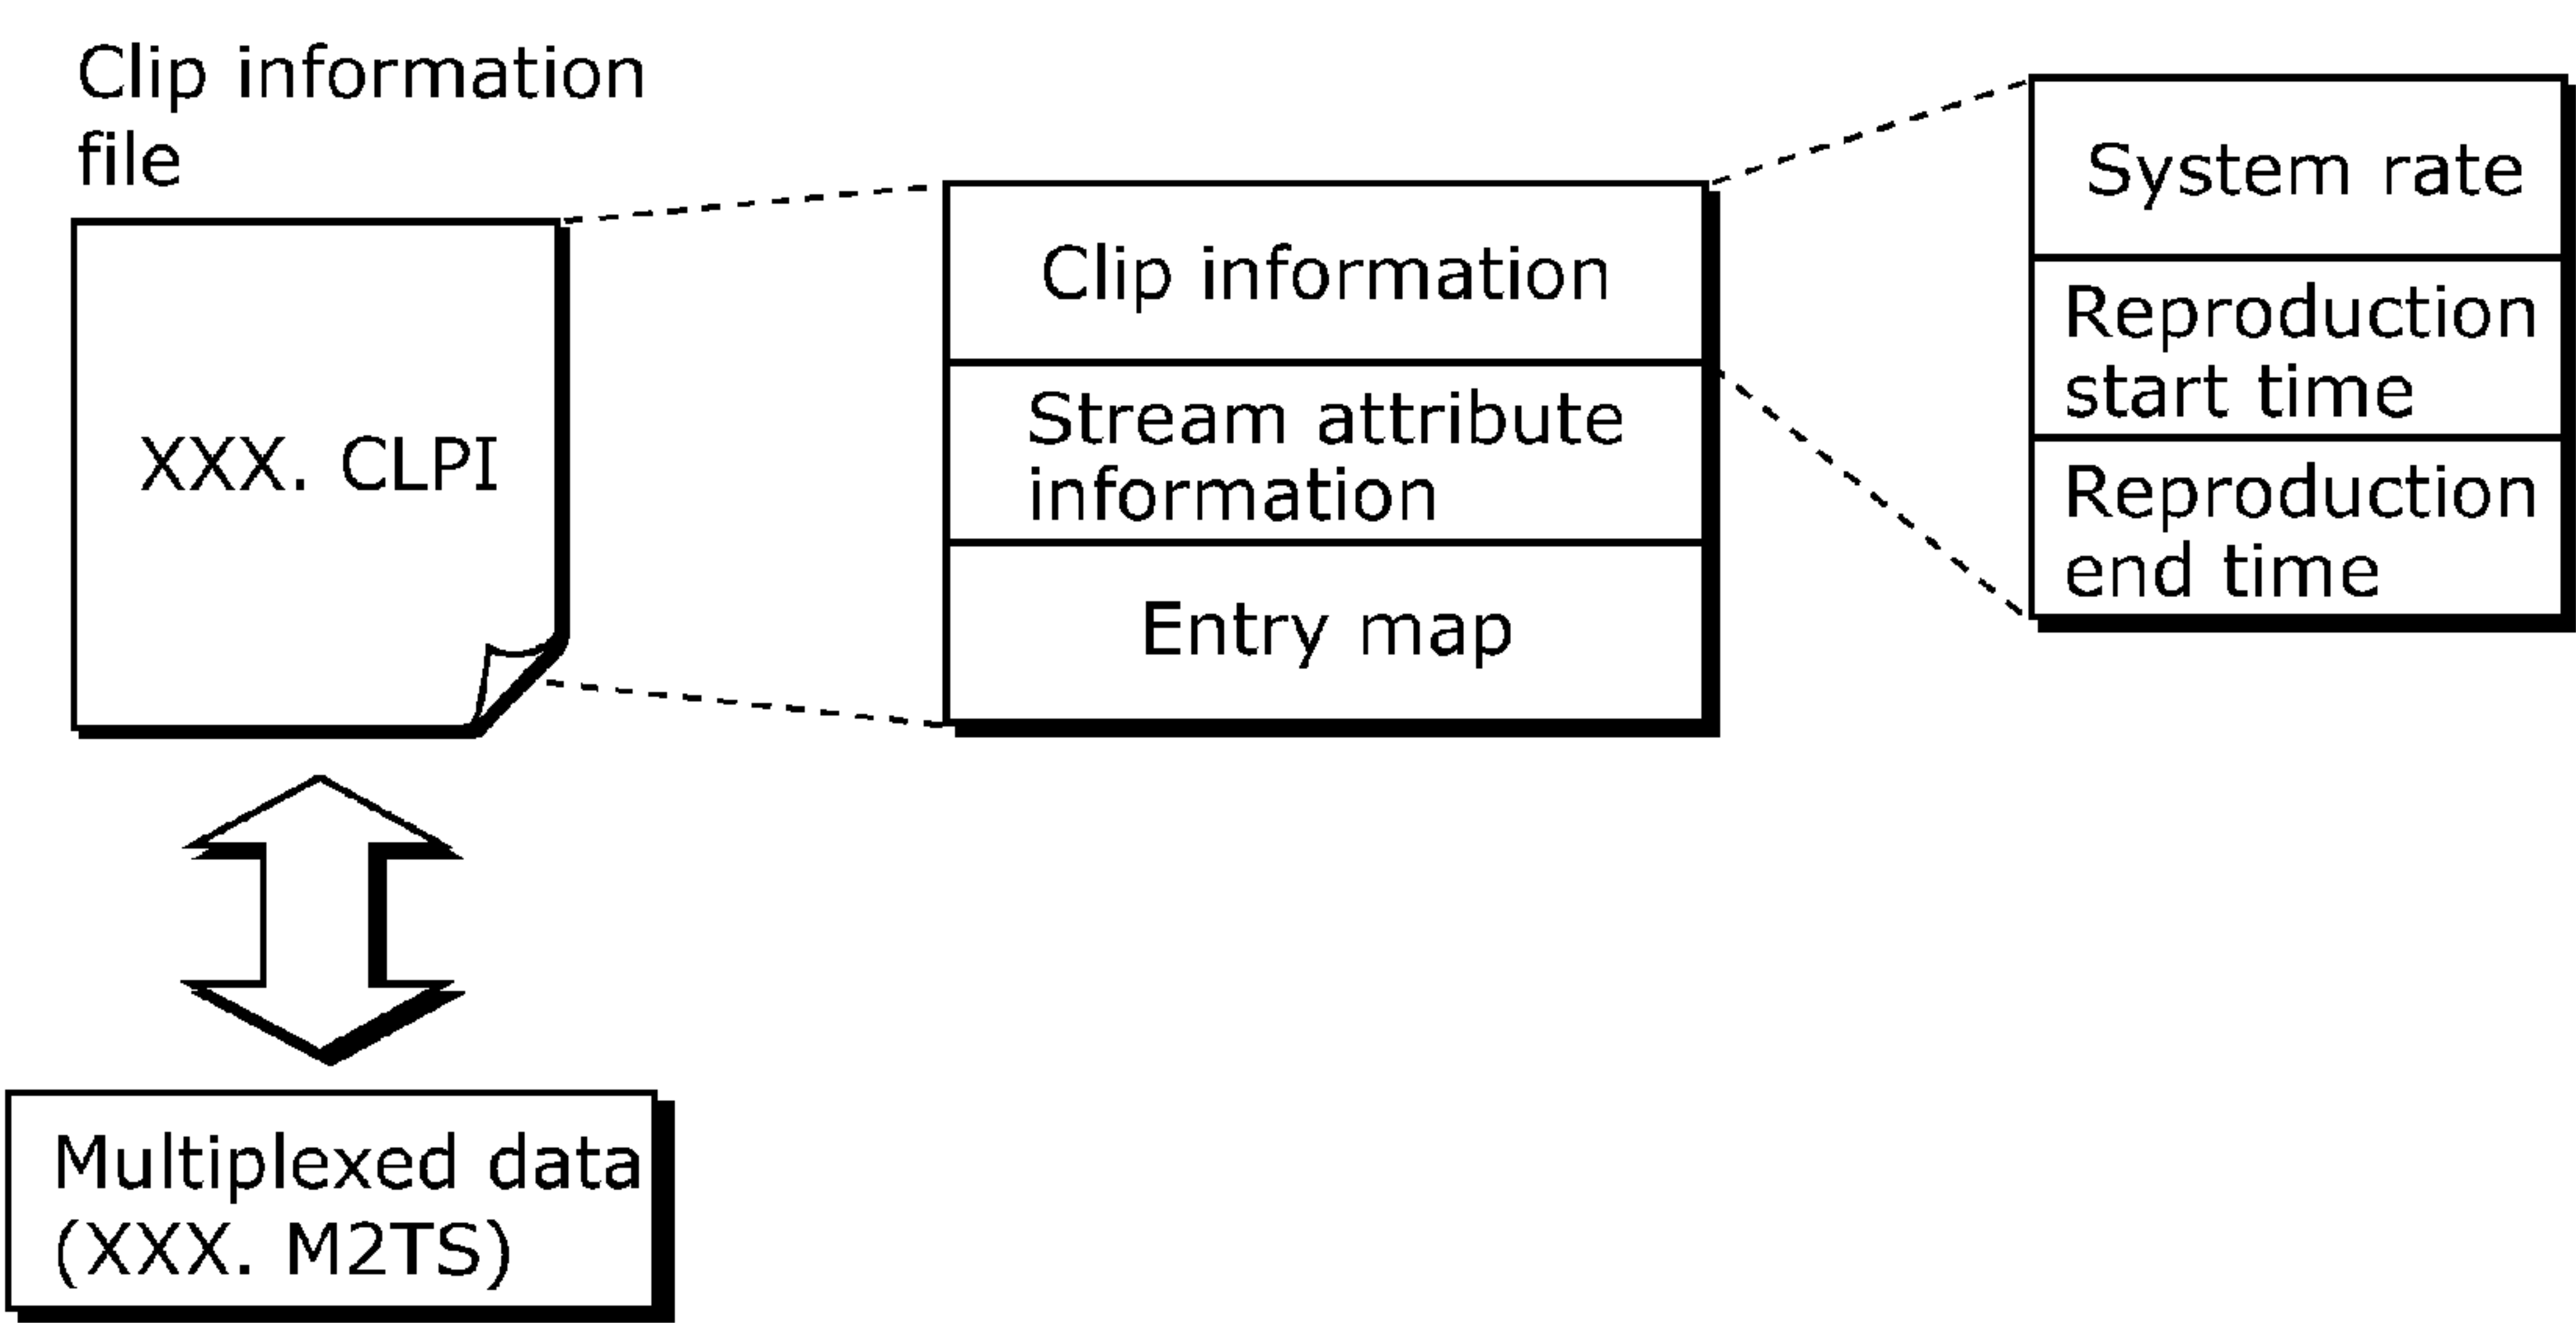 Clip information
file
XXX. CLPI
Clip information
Stream attribute
information
Entry map
System rate
Reproduction
start time
Reproduction
end time
Multiplexed data
(XXX. M2TS)